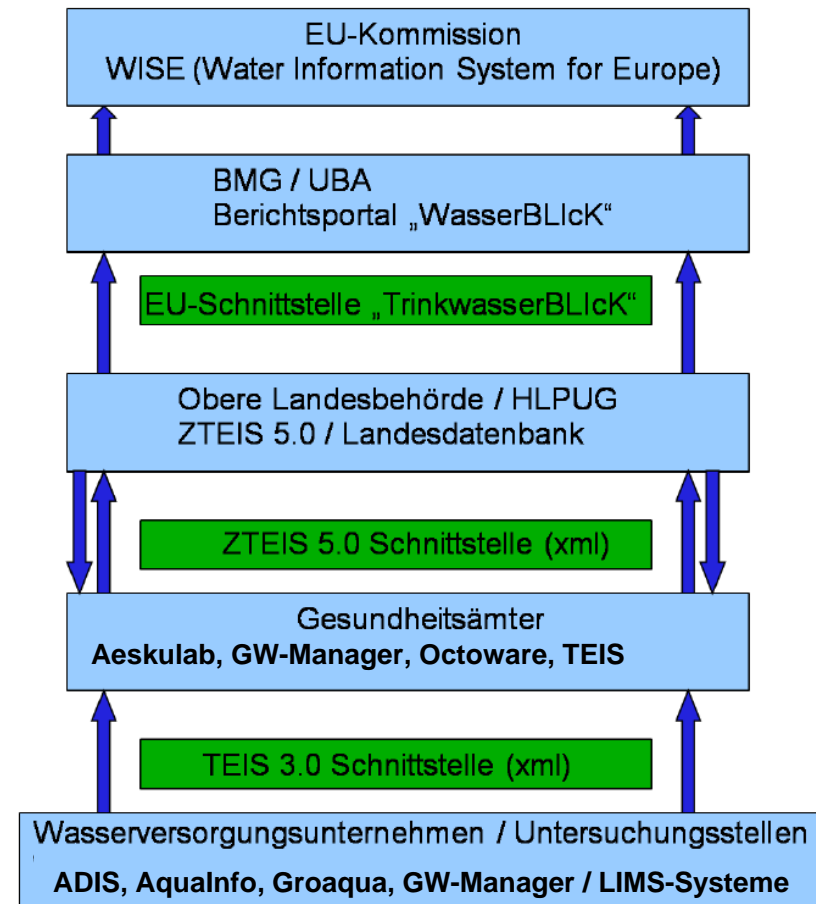 EU-Kommission
WISE (Water Information System for Europe)
BMG / UBA
Berichtsportal „WasserBLIcK“
EU-Schnittstelle „TrinkwasserBLIcK“
Obere Landesbehörde / HLPUG
ZTEIS 5.0 / Landesdatenbank
ZTEIS 5.0 Schnittstelle (xml)
Gesundheitsämter
Aeskulab, GW-Manager, Octoware, TEIS
TEIS 3.0 Schnittstelle (xml)
Wasserversorgungsunternehmen / Untersuchungsstellen
ADIS, AquaInfo, Groaqua, GW-Manager / LIMS-Systeme